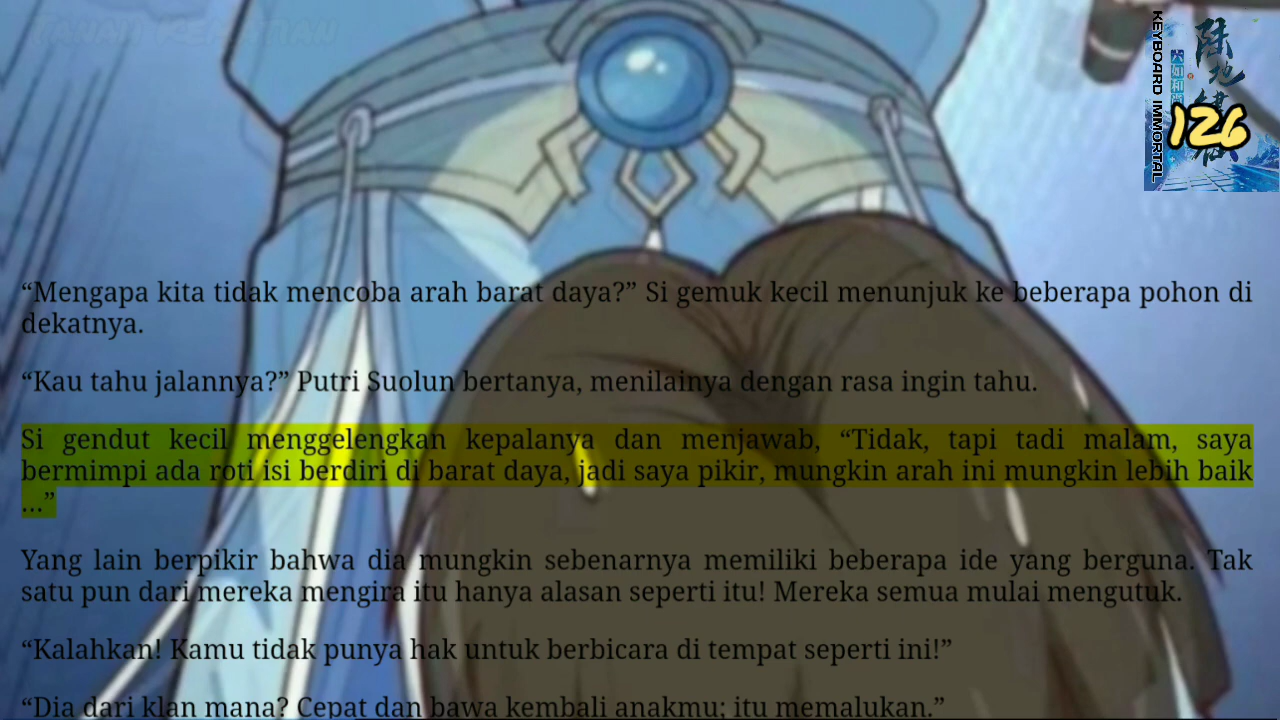 KEYBOARD IMMORTAL
126
“Mengapa kita tidak mencoba arah barat daya?” Si gemuk kecil menunjuk ke beberapa pohon di
dekatnya.
“Kau tahu jalannya?” Putri Suolun bertanya, menilainya dengan rasa ingin tahu.
Si gendut kecil menggelengkan kepalanya dan menjawab, “Tidak, tapi tadi malam, saya
bermimpi ada roti isi berdiri di barat daya, jadi saya pikir, mungkin arah ini mungkin lebih baik
...”
Yang lain berpikir bahwa dia mungkin sebenarnya memiliki beberapa ide yang berguna. Tak
satu pun dari mereka mengira itu hanya alasan seperti itu! Mereka semua mulai mengutuk.
“Kalahkan! Kamu tidak punya hak untuk berbicara di tempat seperti ini!”
“Dia dari klan mana? Cepat dan bawa kembali anakmu; itu memalukan.”